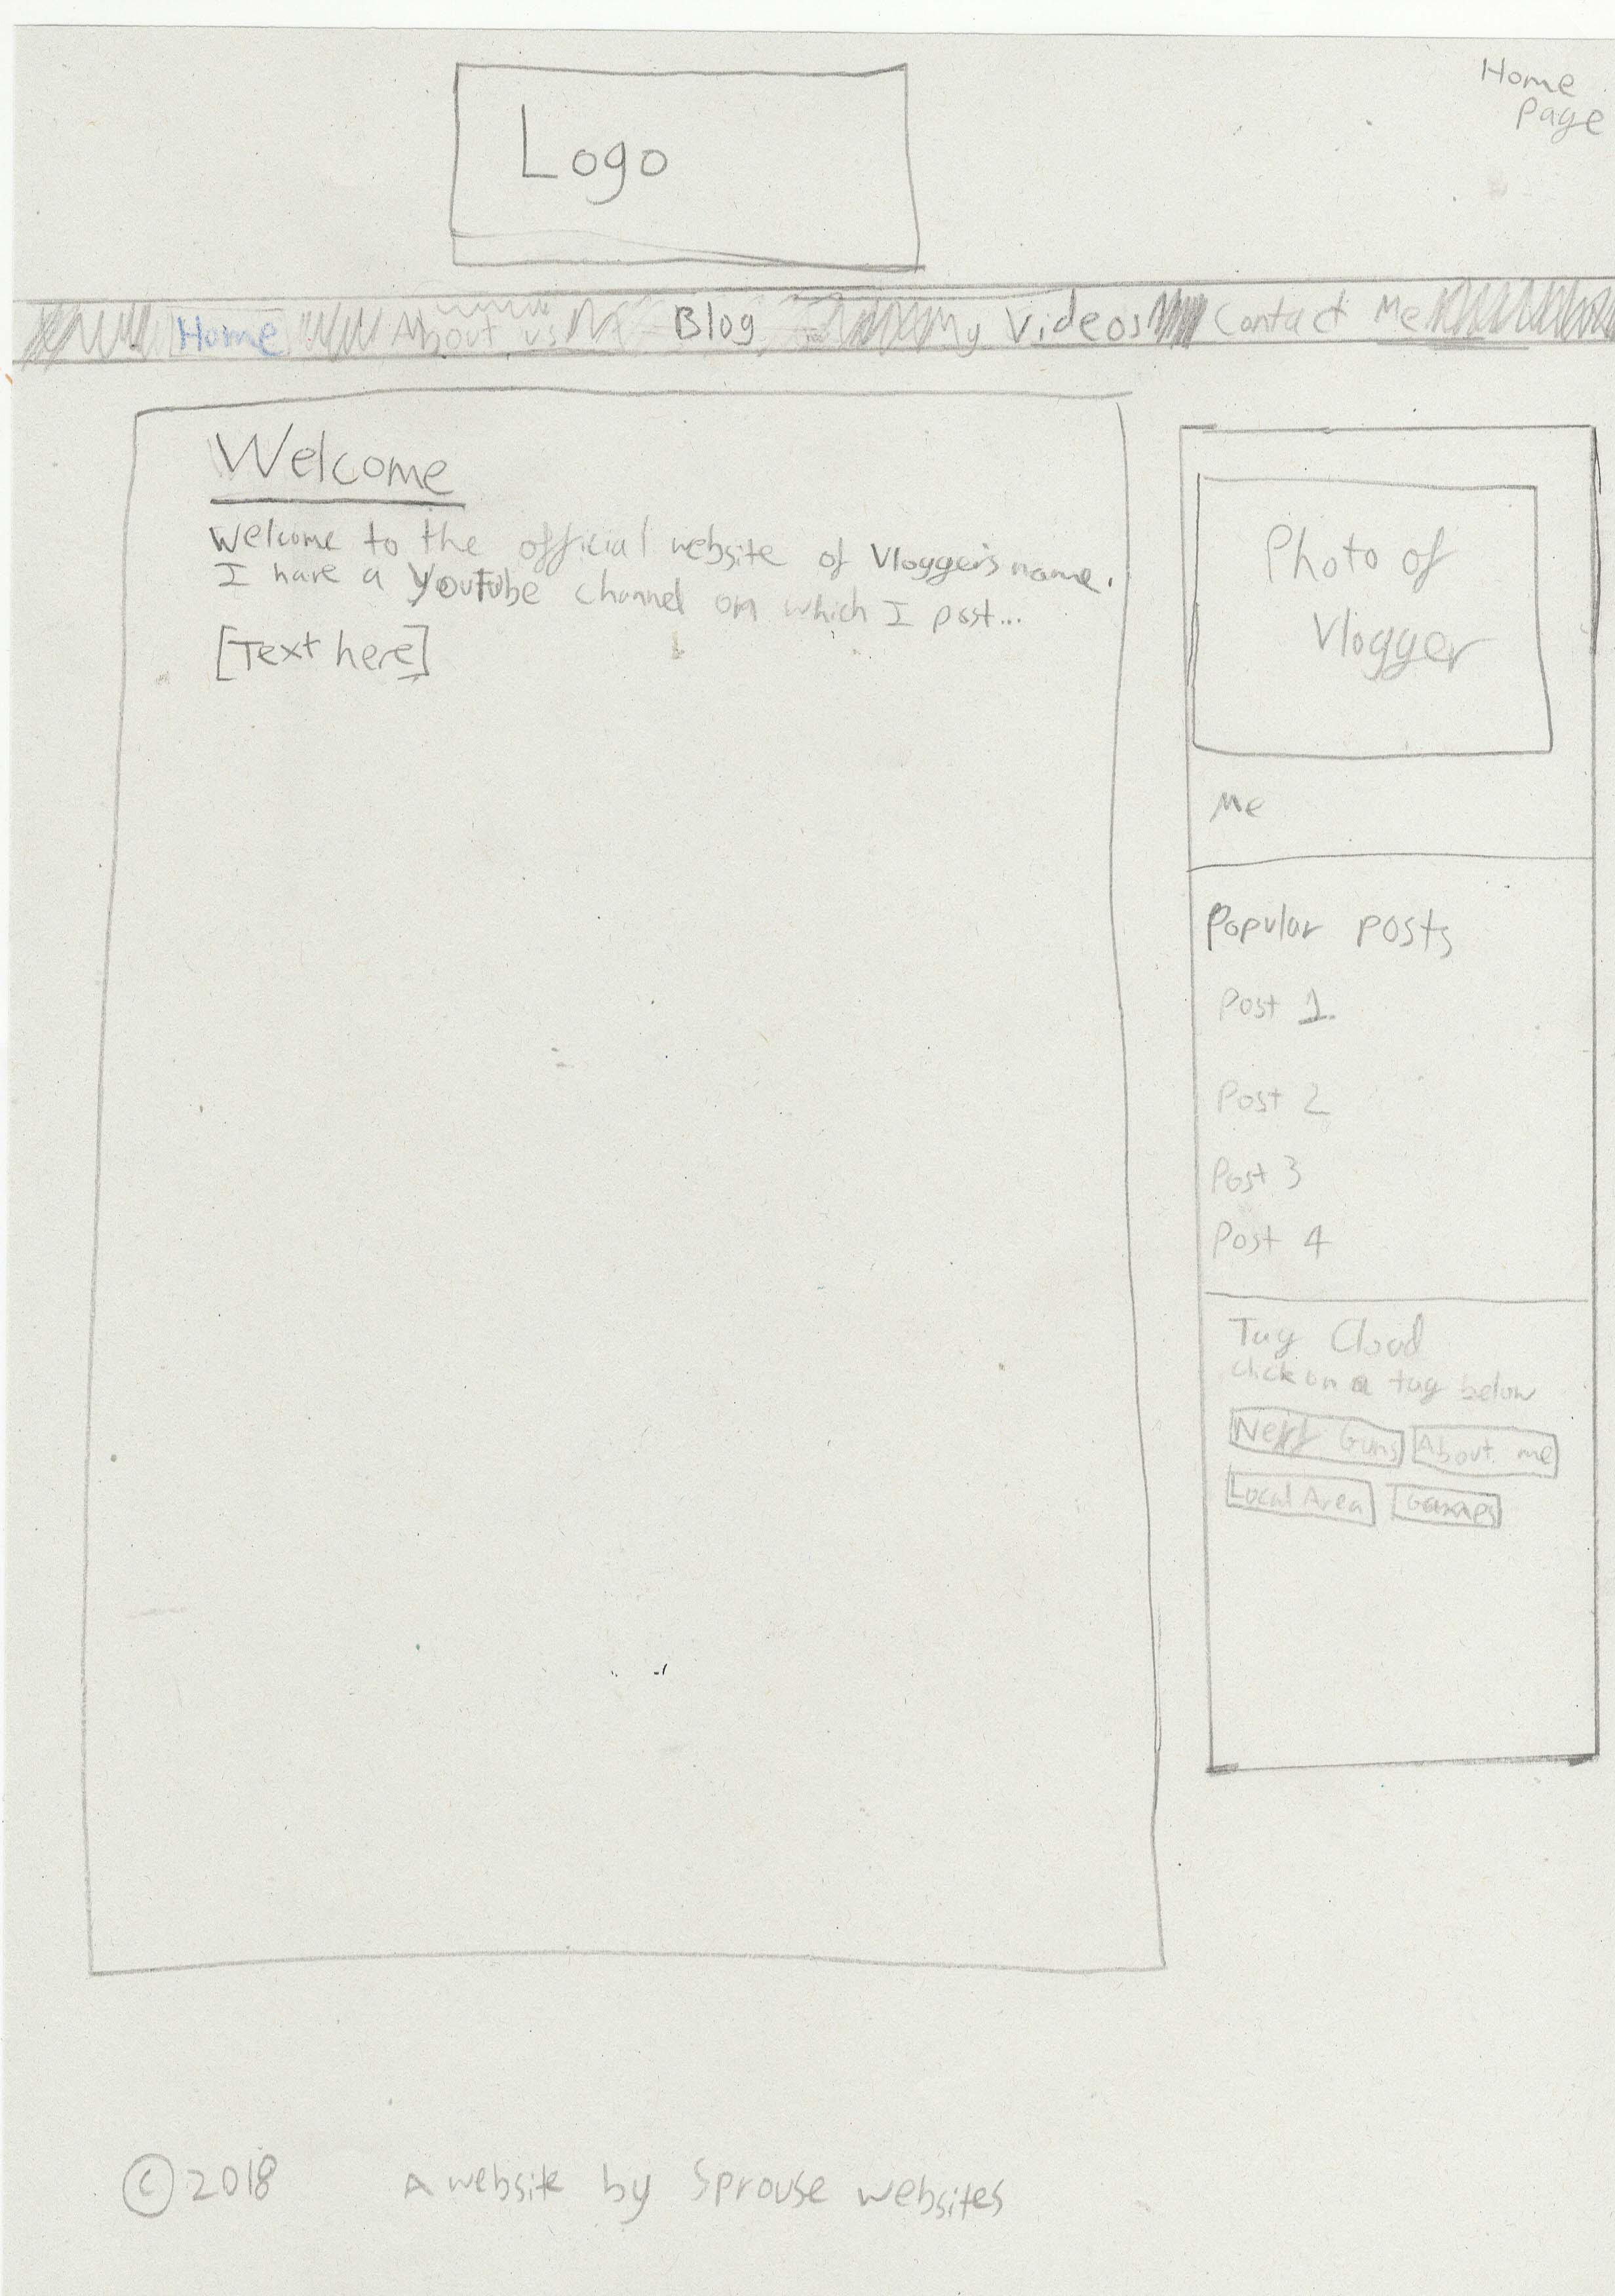 Home
Page
Logo
Home About us Blog My Videos Contact Me
Welcome
Welcome to the official website of Vlogger's name.
I have a YouTube channel on which I post...
[Text here]
Photo of
Vlogger
Me
Popular posts
Post 1
Post 2
Post 3
Post 4
Tag Cloud
click on a tag below
Nerf Guns About me
Local Area Games
© 2018 A website by Sprouse websites